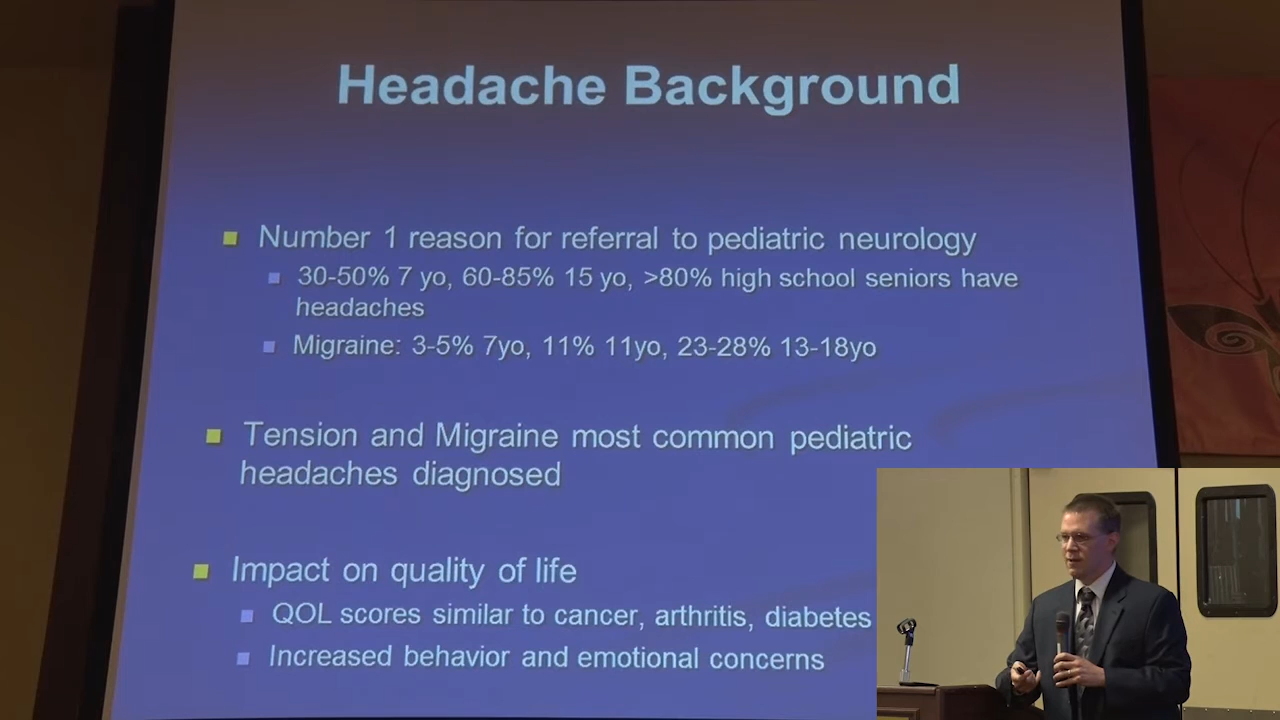 Headache Background
Number 1 reason for referral to pediatric neurology
30-50% 7 yo, 60-85% 15 yo, >80% high school seniors have
headaches
Migraine: 3-5% 7yo, 11% 11yo, 23-28% 13-18yo
Tension and Migraine most common pediatric
headaches diagnosed
Impact on quality of life
QOL scores similar to cancer, arthritis, diabetes
Increased behavior and emotional concerns